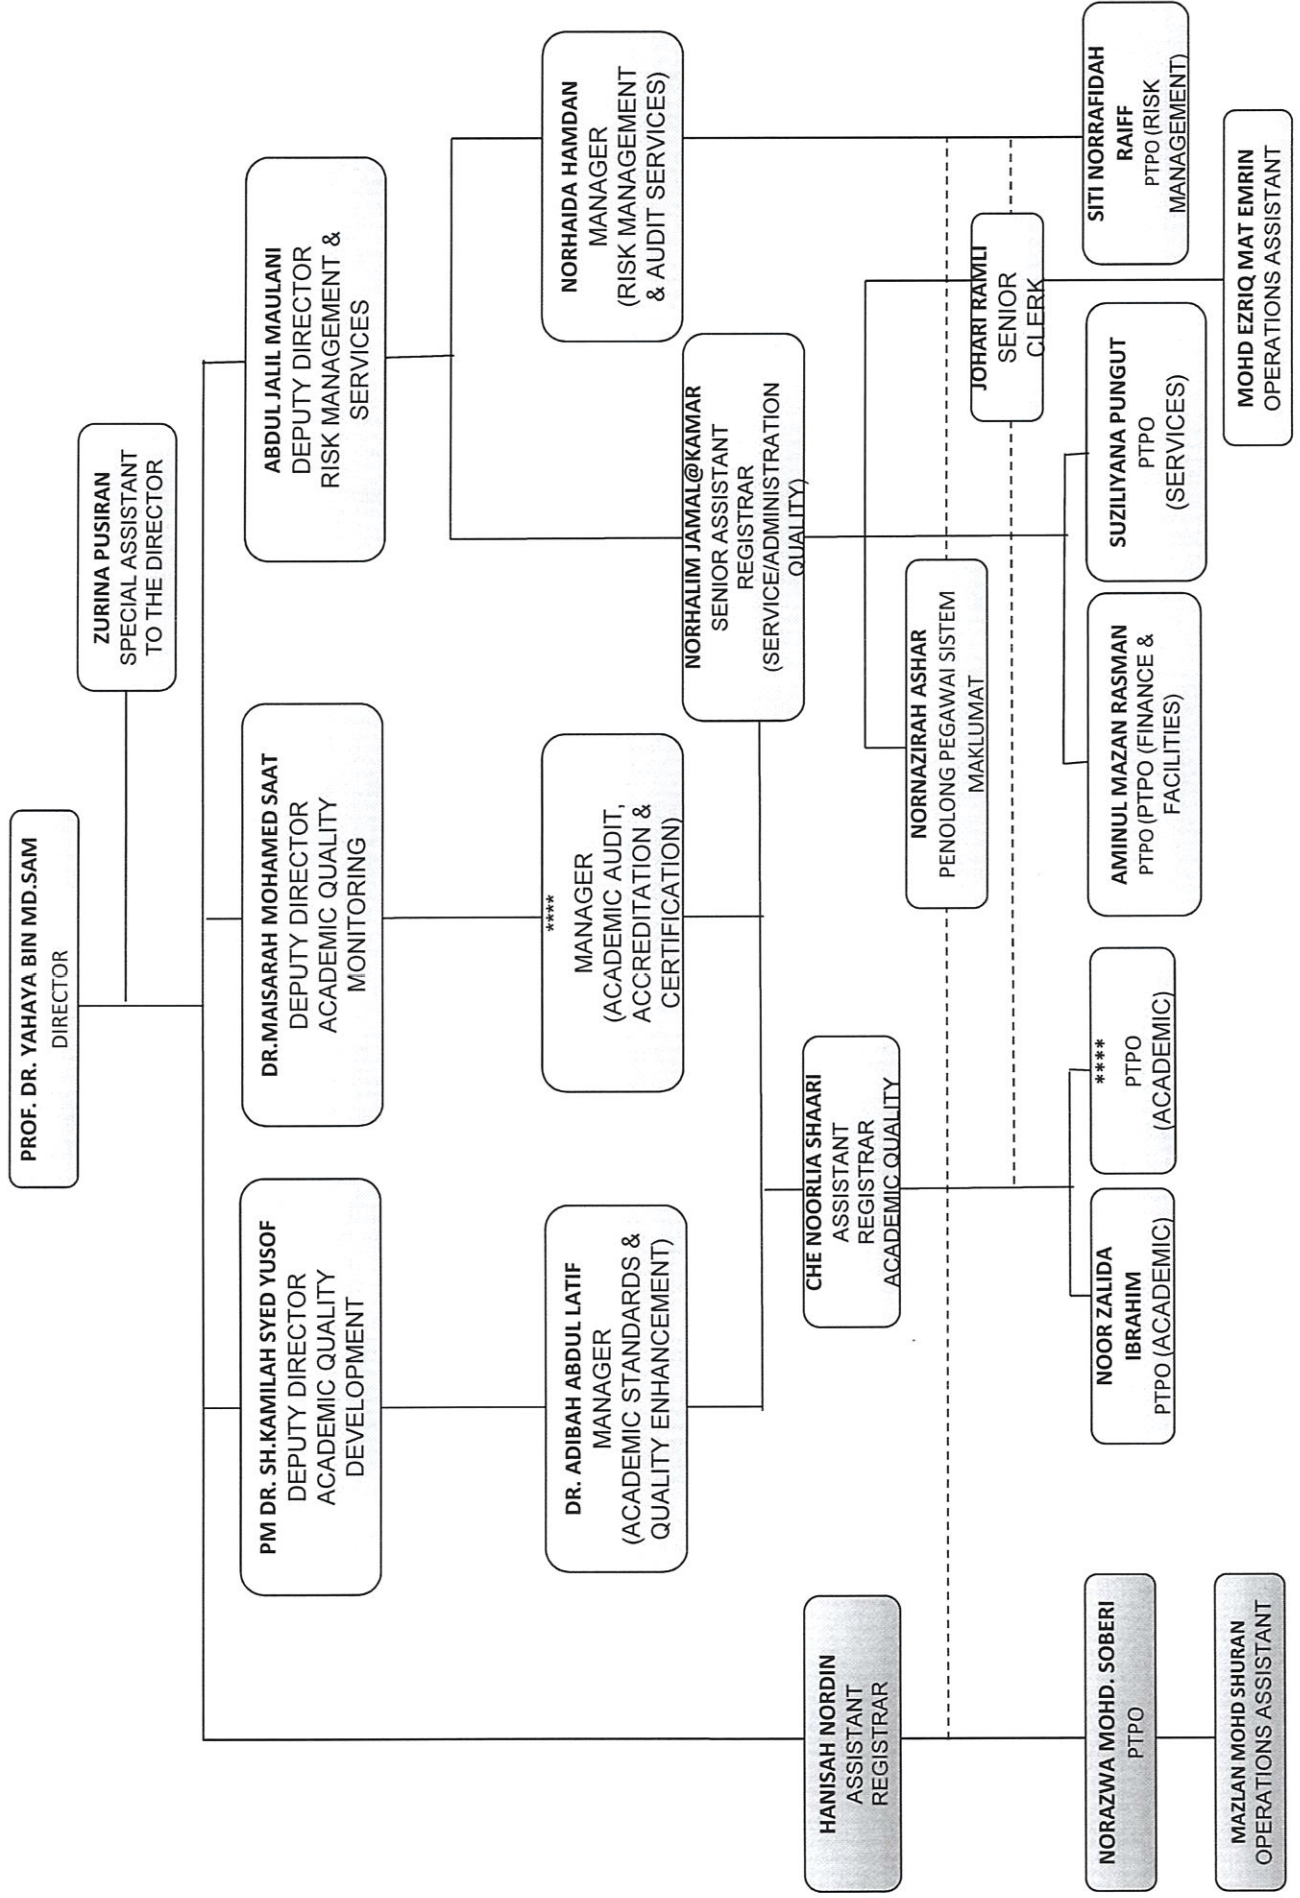 PROF. DR. YAHAYA BIN MD.SAM
DIRECTOR
ZURINA PUSIRAN
SPECIAL ASSISTANT
TO THE DIRECTOR
PM DR. SH.KAMILAH SYED YUSOF
DEPUTY DIRECTOR
ACADEMIC QUALITY
DEVELOPMENT
DR.MAISARAH MOHAMED SAAT
DEPUTY DIRECTOR
ACADEMIC QUALITY
MONITORING
ABDUL JALIL MAULANI
DEPUTY DIRECTOR
RISK MANAGEMENT &
SERVICES
DR. ADIBAH ABDUL LATIF
MANAGER
(ACADEMIC STANDARDS &
QUALITY ENHANCEMENT)
****
MANAGER
(ACADEMIC AUDIT,
ACCREDITATION &
CERTIFICATION)
NORHAIDA HAMDAN
MANAGER
(RISK MANAGEMENT
& AUDIT SERVICES)
NORHALIM JAMAL@KAMAR
SENIOR ASSISTANT
REGISTRAR
(SERVICE/ADMINISTRATION
QUALITY)
HANISAH NORDIN
ASSISTANT
REGISTRAR
CHE NOORLIA SHAARI
ASSISTANT
REGISTRAR
ACADEMIC QUALITY
NORNAZIRAH ASHAR
PENOLONG PEGAWAI SISTEM
MAKLUMAT
JOHARI RAMLI
SENIOR
CLERK
NORAZWA MOHD. SOBERI
PTPO
NOOR ZALIDA
IBRAHIM
PTPO (ACADEMIC)
****
PTPO
(ACADEMIC)
AMINUL MAZAN RASMAN
PTPO (PTPO (FINANCE &
FACILITIES)
SUZILIYANA PUNGUT
PTPO
(SERVICES)
SITI NORRAFIDAH
RAIFF
PTPO (RISK
MANAGEMENT)
MAZLAN MOHD SHURAN
OPERATIONS ASSISTANT
MOHD EZRIQ MAT EMRIN
OPERATIONS ASSISTANT